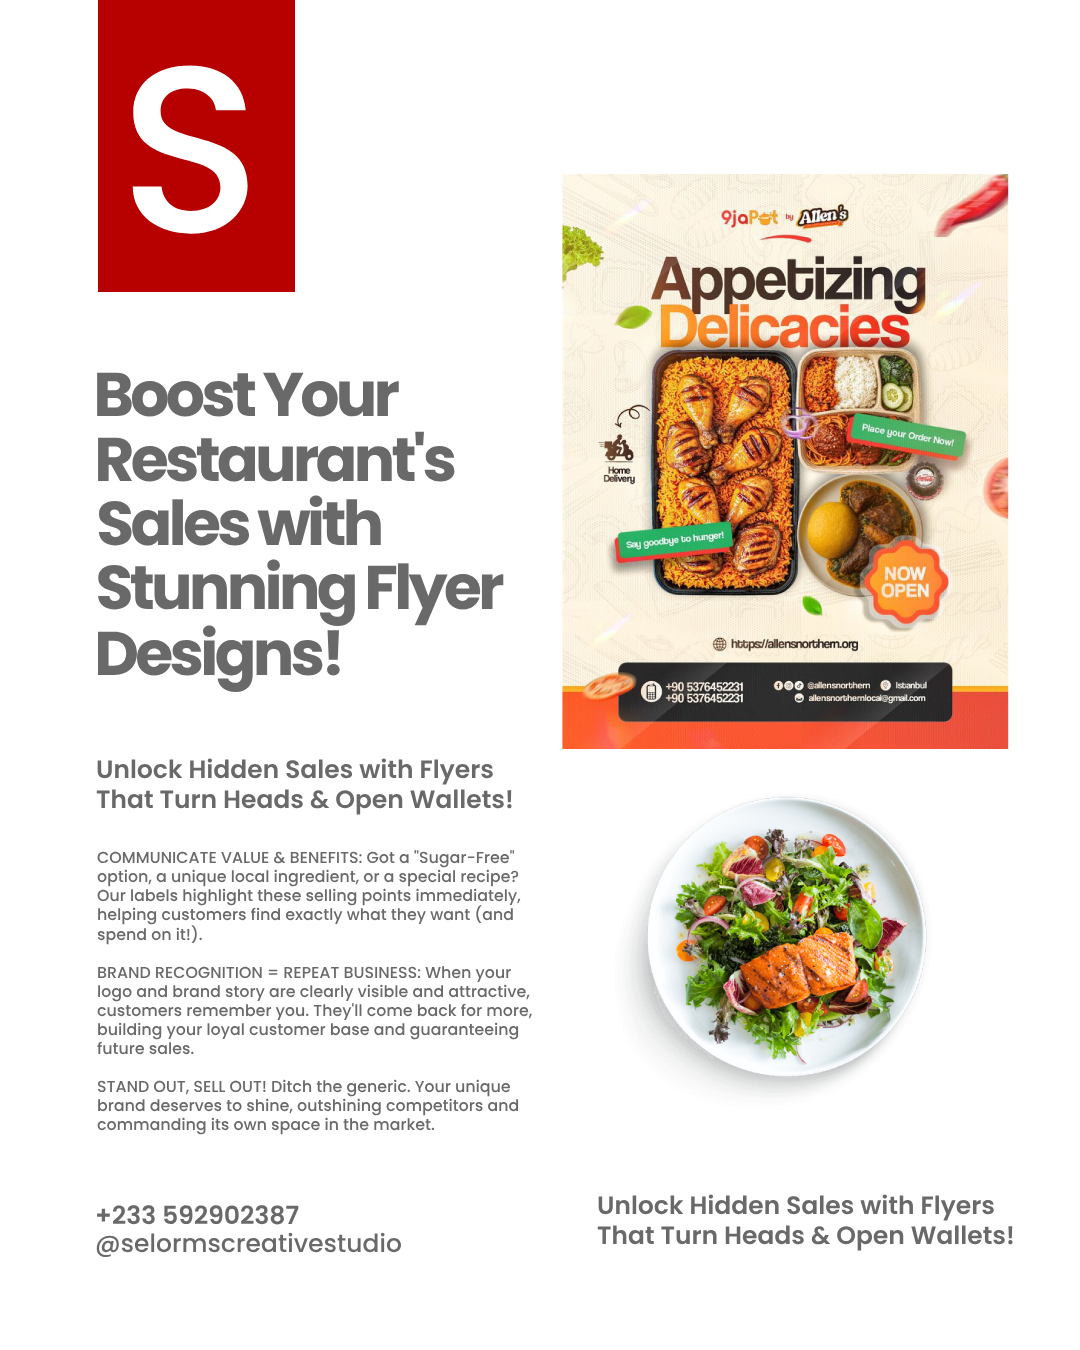 S
Boost Your
Restaurant's
Sales with
Stunning Flyer
Designs!
Unlock Hidden Sales with Flyers
That Turn Heads & Open Wallets!
COMMUNICATE VALUE & BENEFITS: Got a "Sugar-Free"
option, a unique local ingredient, or a special recipe?
Our labels highlight these selling points immediately,
helping customers find exactly what they want (and
spend on it!).
BRAND RECOGNITION = REPEAT BUSINESS: When your
logo and brand story are clearly visible and attractive,
customers remember you. They'll come back for more,
building your loyal customer base and guaranteeing
future sales.
STAND OUT, SELL OUT! Ditch the generic. Your unique
brand deserves to shine, outshining competitors and
commanding its own space in the market.
+233 592902387
@selormscreativestudio
9jaPot by Allen's
Appetizing
Delicacies
Place your Order Now!
Home
Delivery
Say goodbye to hunger!
NOW
OPEN
https://allensnorthern.org
+90 5376452231
+90 5376452231
@allensnorthern Istanbul
allensnorthernlocal@gmail.com
Unlock Hidden Sales with Flyers
That Turn Heads & Open Wallets!